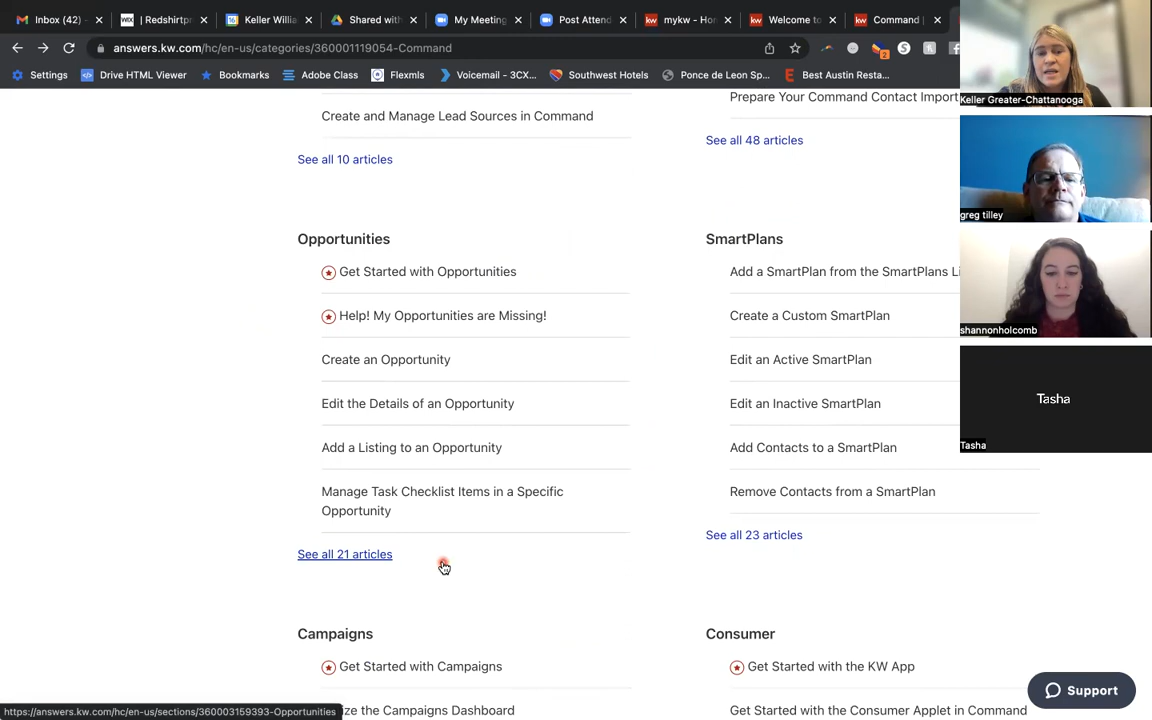 Inbox (42) -
| Redshirtpr
Keller Willia
Shared with
My Meeting
Post Attend
mykw - Ho
Welcome to
Command |
answers.kw.com/hc/en-us/categories/360001119054-Command
Settings
Drive HTML Viewer
Bookmarks
Adobe Class
Flexmls
Voicemail - 3CX...
Southwest Hotels
Ponce de Leon Sp...
Best Austin Resta...
Create and Manage Lead Sources in Command
See all 10 articles
Prepare Your Command Contact Import
See all 48 articles
Opportunities
Get Started with Opportunities
Help! My Opportunities are Missing!
Create an Opportunity
Edit the Details of an Opportunity
Add a Listing to an Opportunity
Manage Task Checklist Items in a Specific
Opportunity
See all 21 articles
SmartPlans
Add a SmartPlan from the SmartPlans Li
Create a Custom SmartPlan
Edit an Active SmartPlan
Edit an Inactive SmartPlan
Add Contacts to a SmartPlan
Remove Contacts from a SmartPlan
See all 23 articles
Campaigns
Get Started with Campaigns
ize the Campaigns Dashboard
Consumer
Get Started with the KW App
Get Started with the Consumer Applet in Command
Support
https://answers.kw.com/hc/en-us/sections/360003159393-Opportunities
Keller Greater-Chattanooga
greg tilley
shannonholcomb
Tasha
Tasha